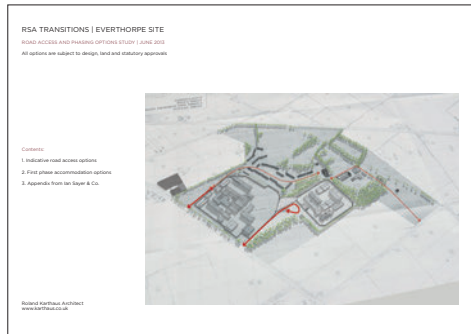 RSA TRANSITIONS | EVERTHORPE SITE
ROAD ACCESS AND PHASING OPTIONS STUDY | JUNE 2013
All options are subject to design, land and statutory approvals
Contents:
1. Indicative road access options
2. First phase accommodation options
3. Appendix from Ian Sayer & Co.
Roland Karthaus Architect
www.karthaus.co.uk